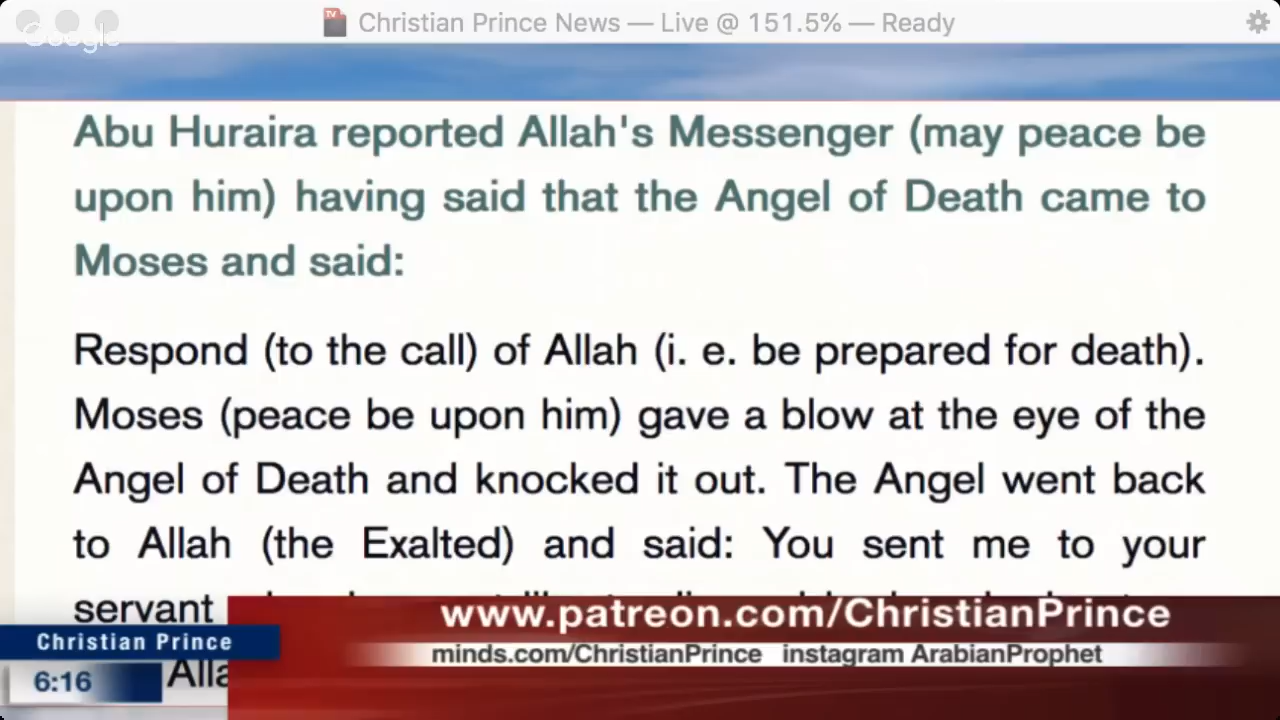 Christian Prince News — Live @ 151.5% — Ready
Google
Abu Huraira reported Allah's Messenger (may peace be
upon him) having said that the Angel of Death came to
Moses and said:
Respond (to the call) of Allah (i. e. be prepared for death).
Moses (peace be upon him) gave a blow at the eye of the
Angel of Death and knocked it out. The Angel went back
to Allah (the Exalted) and said: You sent me to your
servant
www.patreon.com/ChristianPrince
Christian Prince
minds.com/ChristianPrince instagram ArabianProphet
6:16